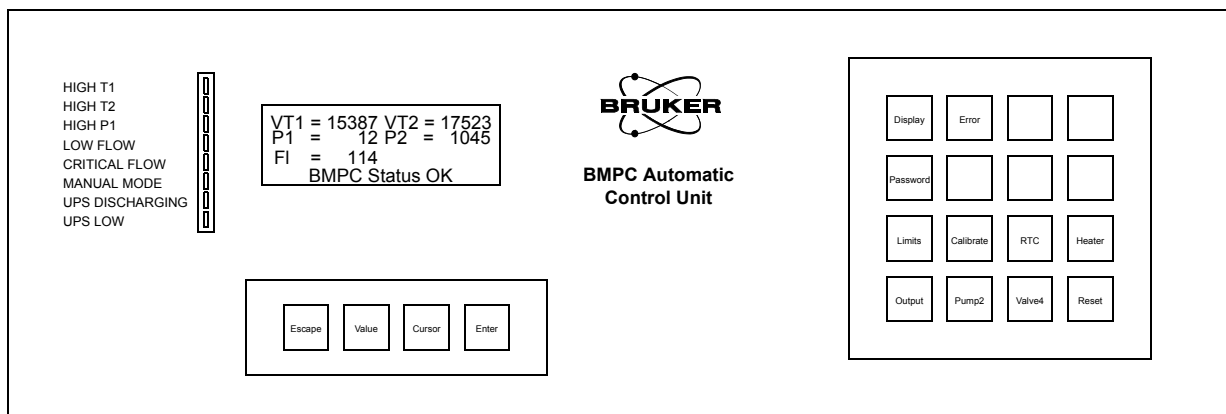 HIGH T1
HIGH T2
HIGH P1
LOW FLOW
CRITICAL FLOW
MANUAL MODE
UPS DISCHARGING
UPS LOW
VT1 = 15387 VT2 = 17523
P1 = 12 P2 = 1045
FI = 114
BMPC Status OK
BRUKER
BMPC Automatic
Control Unit
Escape Value Cursor Enter
Display Error
Password
Limits Calibrate RTC Heater
Output Pump2 Valve4 Reset